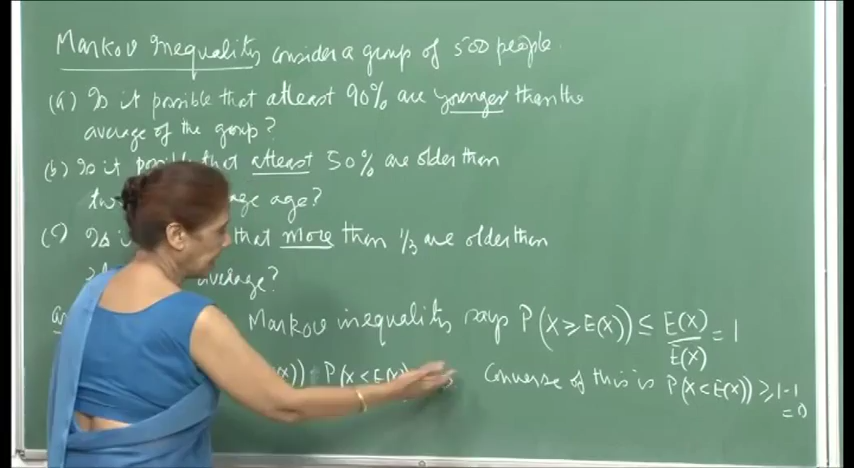 Markov Inequality consider a group of 500 people.
(a) Is it possible that atleast 90% are younger than the
average of the group?
(b) Is it that atleast 50% are older than
age?
(c) that more than 1/3 are older than
average?
Markov inequality says P(X ≥ E(X)) ≤ E(X)/E(X) = 1
P(X < E(X)) Converse of this is P(X < E(X)) ≥ 1-1
= 0